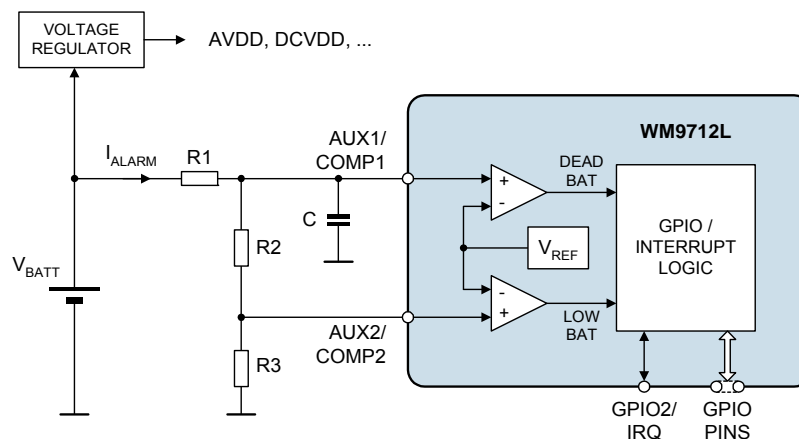 VOLTAGE
REGULATOR
AVDD, DCVDD, ...
WM9712L
I_ALARM
R1
AUX1/
COMP1
DEAD
BAT
+
-
C
R2
V_REF
GPIO /
INTERRUPT
LOGIC
V_BATT
-
+
LOW
BAT
AUX2/
COMP2
R3
GPIO2/
IRQ
GPIO
PINS